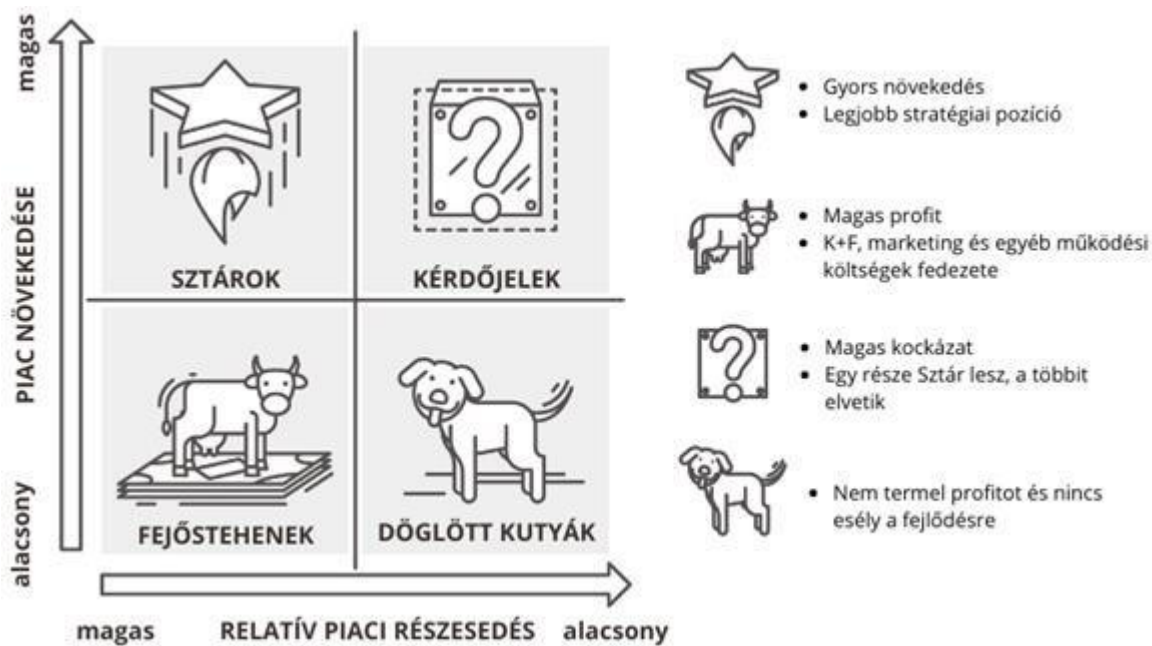 magas
PIAC NÖVEKEDÉSE
alacsony
SZTÁROK
KÉRDŐJELEK
FEJŐSTEHENEK
DÖGLÖTT KUTYÁK
magas
RELATÍV PIACI RÉSZESEDÉS
alacsony
• Gyors növekedés
• Legjobb stratégiai pozíció
• Magas profit
• K+F, marketing és egyéb működési
költségek fedezete
• Magas kockázat
• Egy része Sztár lesz, a többit
elvetik
• Nem termel profitot és nincs
esély a fejlődésre